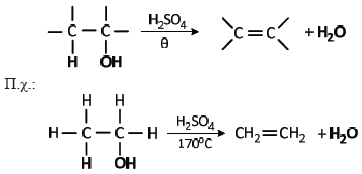 — C — C — H₂SO₄ C=C + H₂O
H OH θ
Π.χ.:
H H
H — C — C — H H₂SO₄ CH₂=CH₂ + H₂O
H OH 170°C